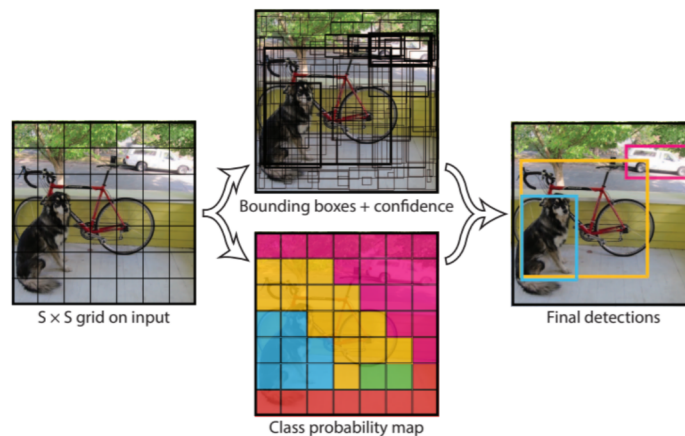 S × S grid on input
Bounding boxes + confidence
Class probability map
Final detections